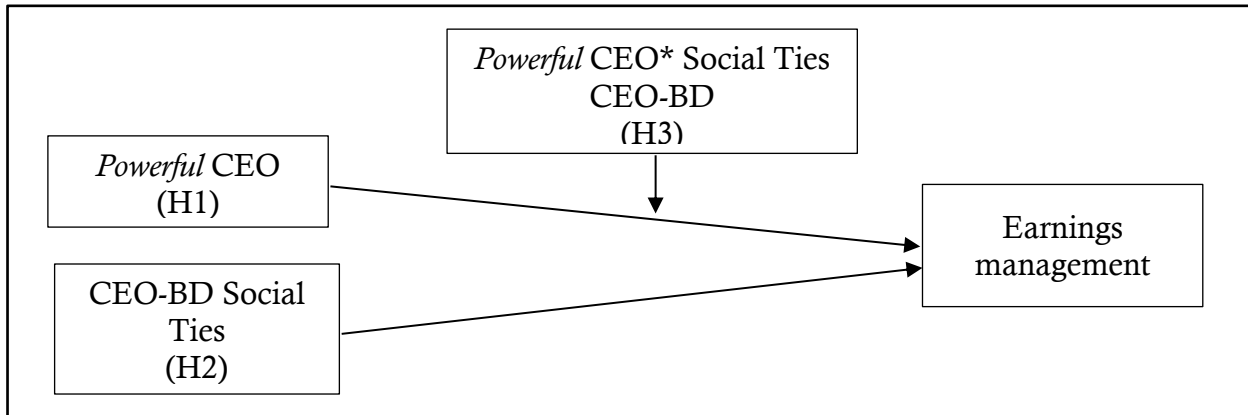 Powerful CEO* Social Ties
CEO-BD
(H3)
Powerful CEO
(H1)
Earnings
management
CEO-BD Social
Ties
(H2)